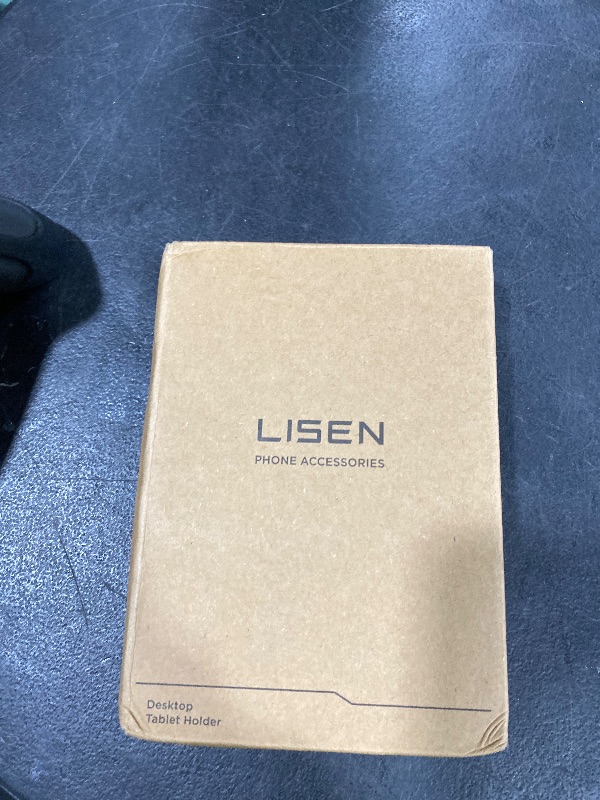 LISEN
PHONE ACCESSORIES
Desktop
Tablet Holder